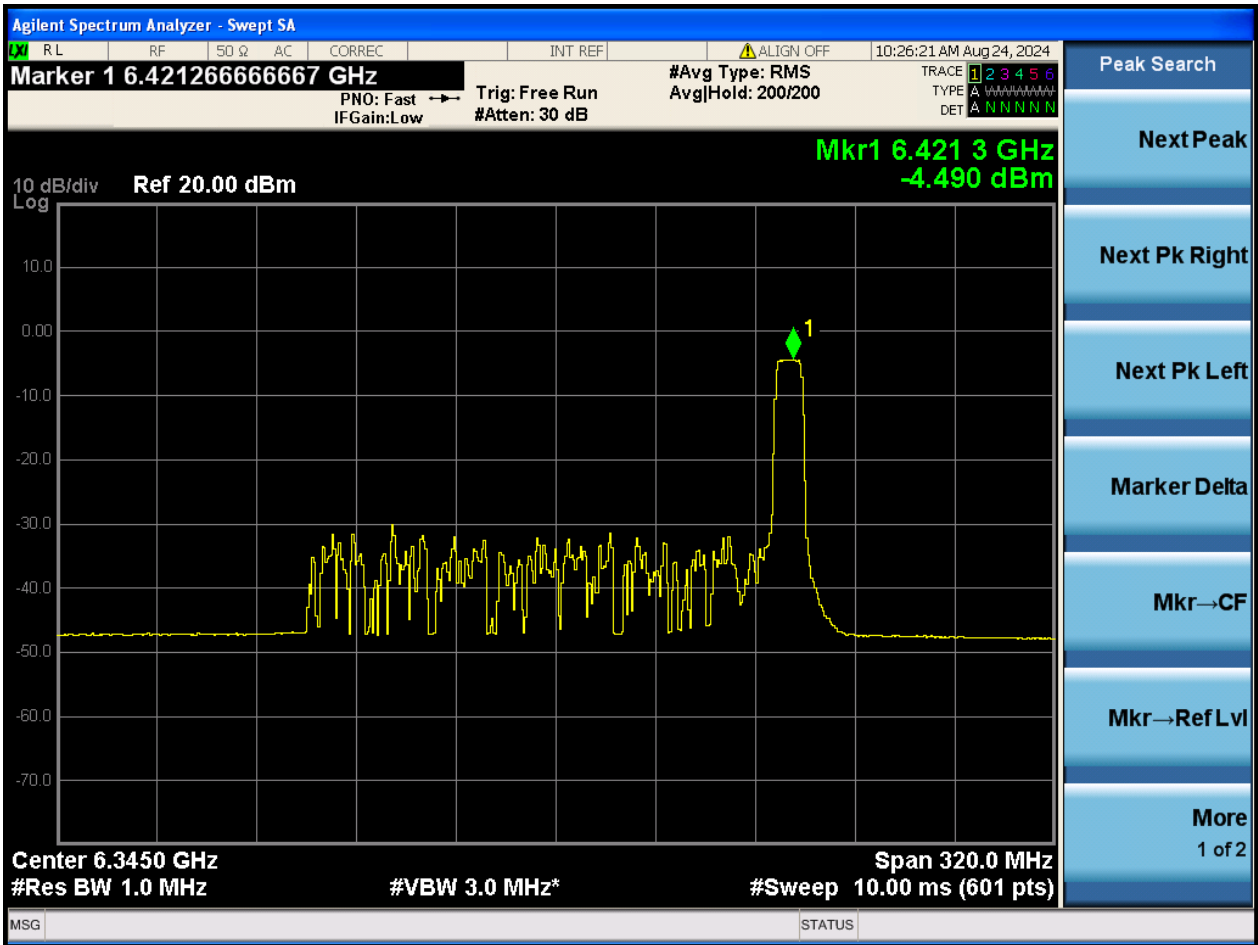 Agilent Spectrum Analyzer - Swept SA
LXI RL RF 50 Ω AC CORREC INT REF ALIGN OFF 10:26:21 AM Aug 24, 2024
Marker 1 6.421266666667 GHz
PNO: Fast
IFGain:Low
Trig: Free Run
#Atten: 30 dB
#Avg Type: RMS
Avg|Hold: 200/200
TRACE 1 2 3 4 5 6
TYPE A WWWWWW
DET A N N N N N
Mkr1 6.421 3 GHz
-4.490 dBm
10 dB/div Ref 20.00 dBm
Log
10.0
0.00
1
-10.0
-20.0
-30.0
-40.0
-50.0
-60.0
-70.0
Center 6.3450 GHz Span 320.0 MHz
#Res BW 1.0 MHz #VBW 3.0 MHz* #Sweep 10.00 ms (601 pts)
MSG STATUS
Peak Search
Next Peak
Next Pk Right
Next Pk Left
Marker Delta
Mkr→CF
Mkr→Ref Lvl
More
1 of 2